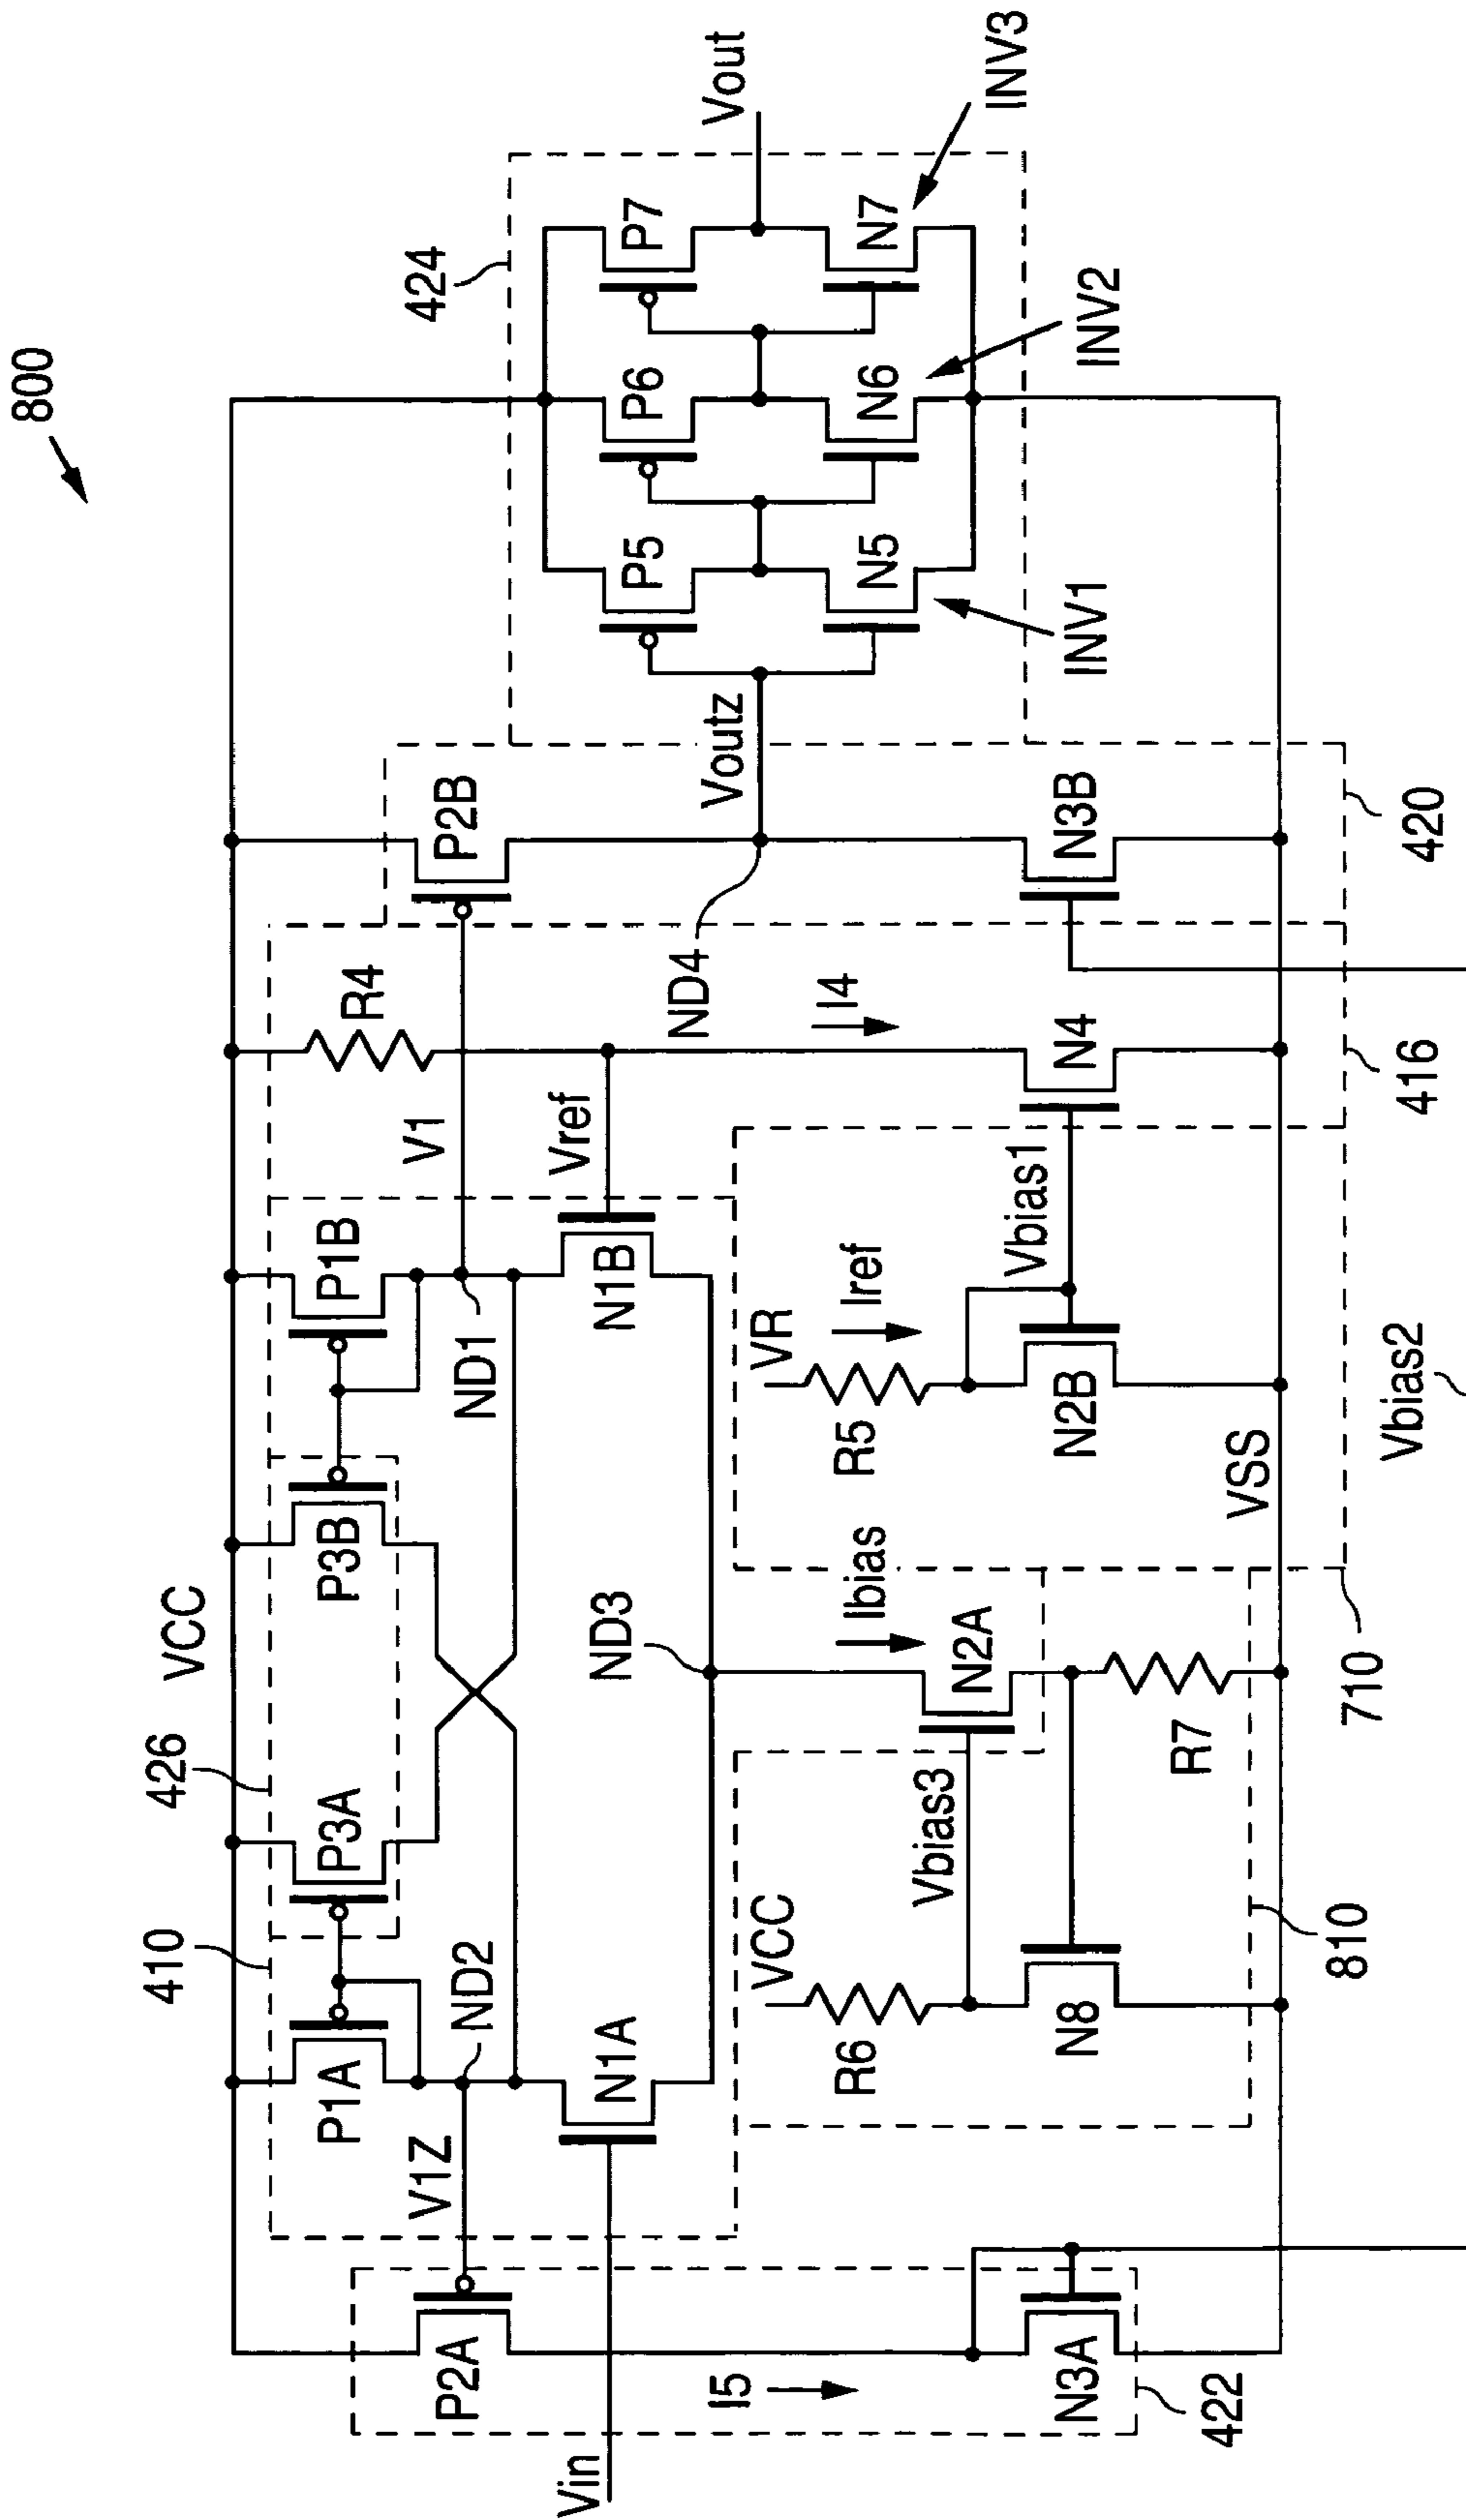 800
VCC
410
426
P1A
P3A
P3B
P1B
R4
P2B
424
P2A
V1Z
ND2
ND1
V1
P5
P6
P7
Vin
N1A
ND3
N1B
Vref
ND4
Voutz
Vout
I5
VCC
Ibias
VR
Iref
I4
R6
Vbias3
R5
Vbias1
N5
N6
N7
N3A
N8
N2A
N2B
N4
N3B
INV1
INV2
INV3
R7
VSS
422
810
710
416
420
Vbias2